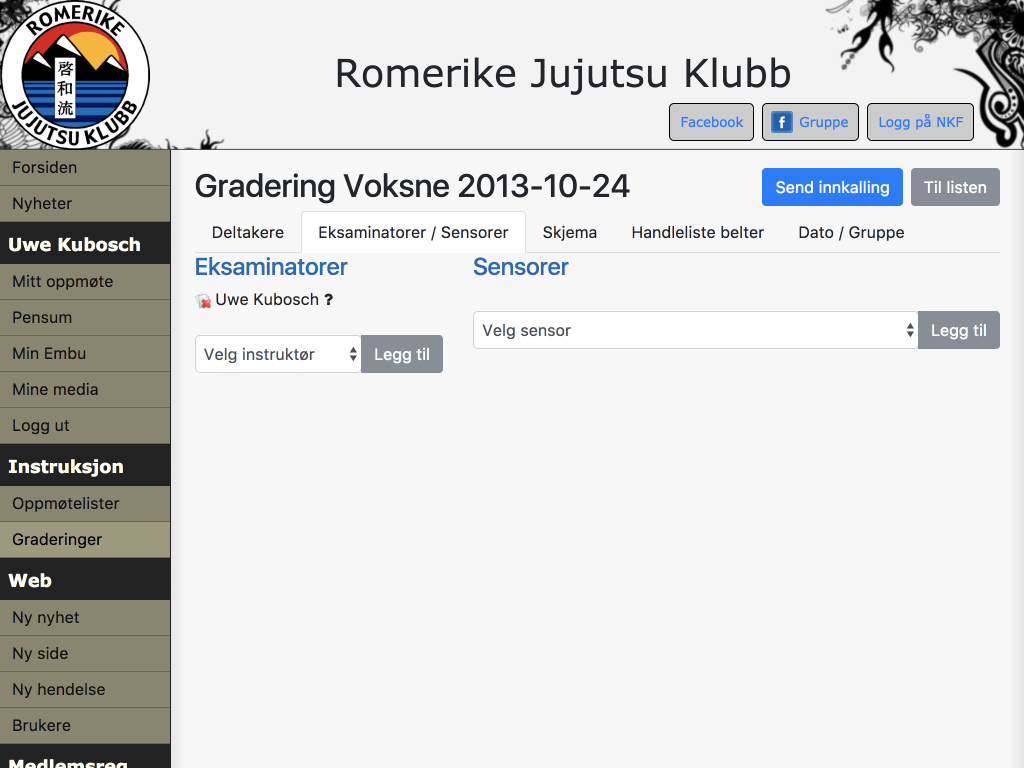 ROMERIKE
啓和流
JUJUTSU KLUBB
Romerike Jujutsu Klubb
Facebook
f Gruppe
Logg på NKF
Forsiden
Nyheter
Uwe Kubosch
Mitt oppmøte
Pensum
Min Embu
Mine media
Logg ut
Instruksjon
Oppmøtelister
Graderinger
Web
Ny nyhet
Ny side
Ny hendelse
Brukere
Medlemsreg
Gradering Voksne 2013-10-24
Send innkalling
Til listen
Deltakere
Eksaminatorer / Sensorer
Skjema
Handleliste belter
Dato / Gruppe
Eksaminatorer
Uwe Kubosch ?
Velg instruktør
Legg til
Sensorer
Velg sensor
Legg til